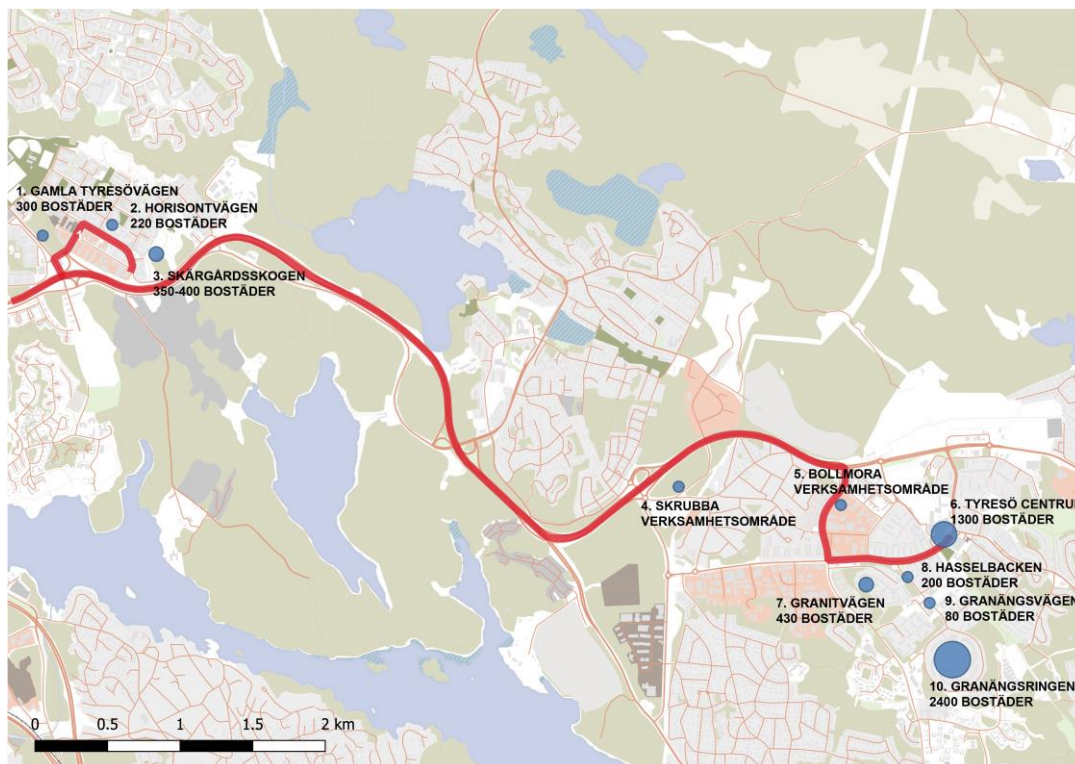 1. GAMLA TYRESÖVÄGEN
300 BOSTÄDER
2. HORISONTVÄGEN
220 BOSTÄDER
3. SKÄRGÅRDSSKOGEN
350-400 BOSTÄDER
4. SKRUBBA
VERKSAMHETSOMRÅDE
5. BOLLMORA
VERKSAMHETSOMRÅDE
6. TYRESÖ CENTRU
1300 BOSTÄDER
8. HASSELBACKEN
200 BOSTÄDER
7. GRANITVÄGEN
430 BOSTÄDER
9. GRANÄNGSVÄGEN
80 BOSTÄDER
10. GRANÄNGSRINGEN
2400 BOSTÄDER
0 0.5 1 1.5 2 km